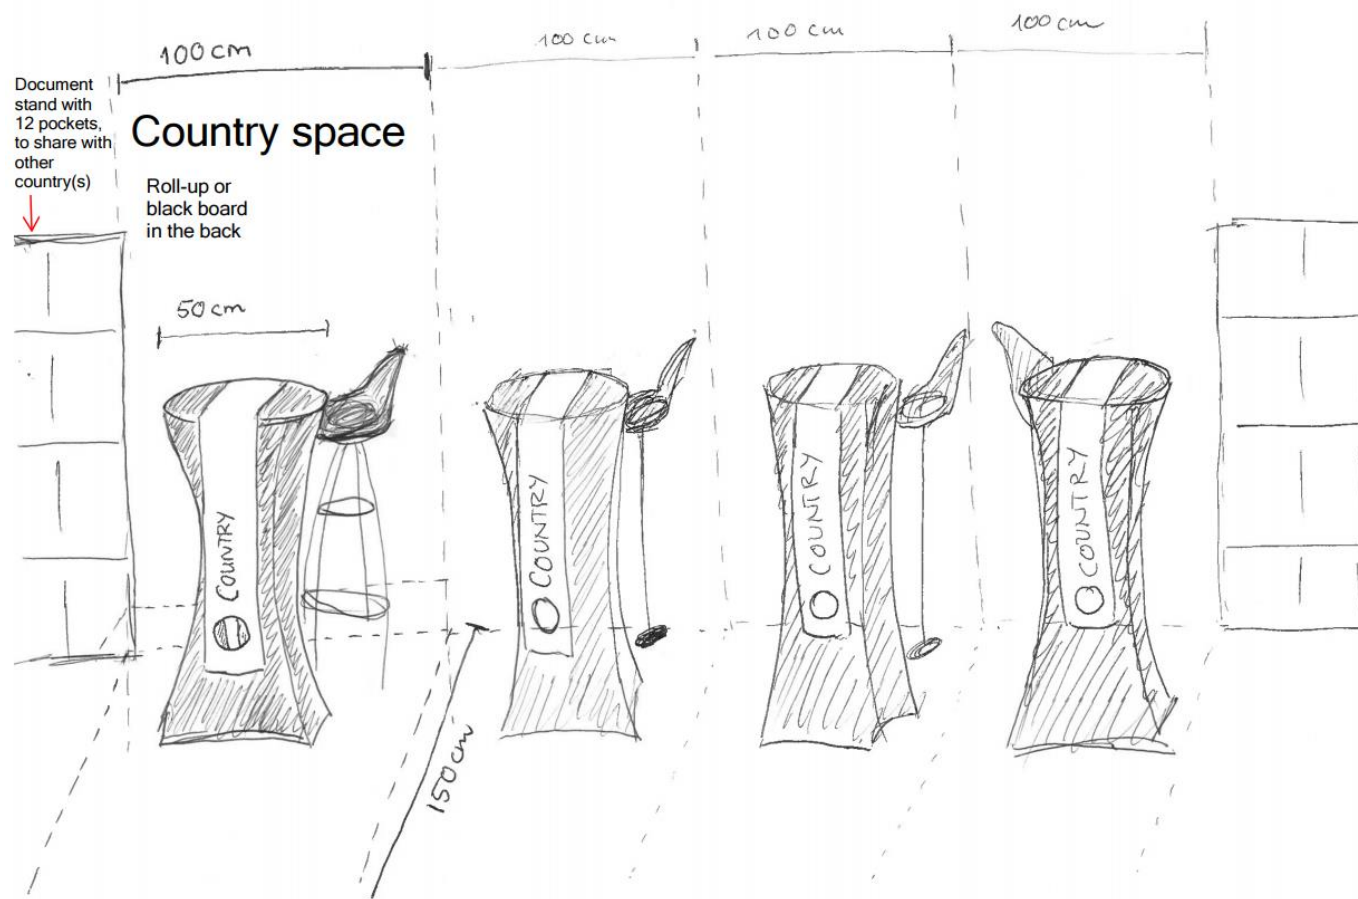 100 cm
100 cm
100 cm
100 cm
Document
stand with
12 pockets,
to share with
other
country(s)
Country space
Roll-up or
black board
in the back
50 cm
COUNTRY
COUNTRY
COUNTRY
COUNTRY
150 cm